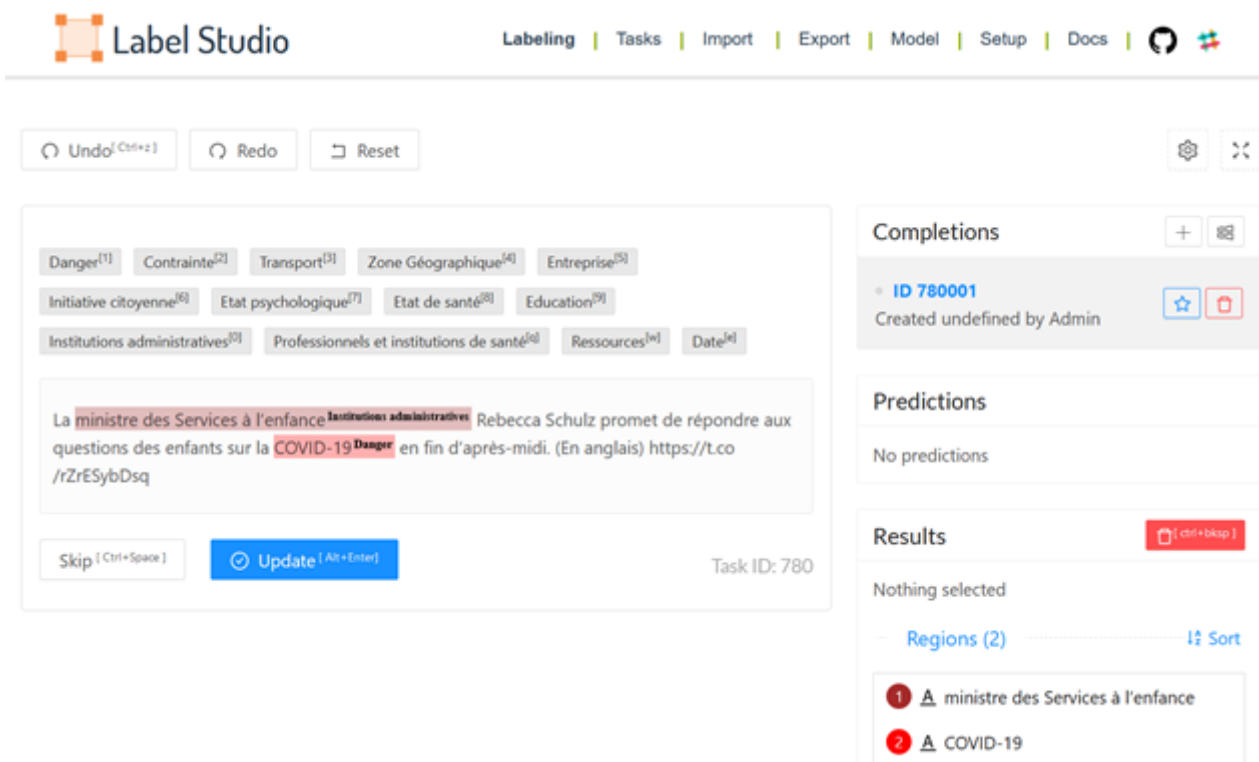 Label Studio
Labeling | Tasks | Import | Export | Model | Setup | Docs |
Undo[ Ctrl+z ] Redo Reset
Danger[1] Contrainte[2] Transport[3] Zone Géographique[4] Entreprise[5]
Initiative citoyenne[6] Etat psychologique[7] Etat de santé[8] Education[9]
Institutions administratives[0] Professionnels et institutions de santé[q] Ressources[w] Date[e]
La ministre des Services à l'enfance Institutions administratives Rebecca Schulz promet de répondre aux
questions des enfants sur la COVID-19 Danger en fin d'après-midi. (En anglais) https://t.co
/rZrESybDsq
Skip [ Ctrl+Space ] Update [ Alt+Enter]
Task ID: 780
Completions
ID 780001
Created undefined by Admin
Predictions
No predictions
Results [ ctrl+bksp ]
Nothing selected
Regions (2) Sort
1 A ministre des Services à l'enfance
2 A COVID-19